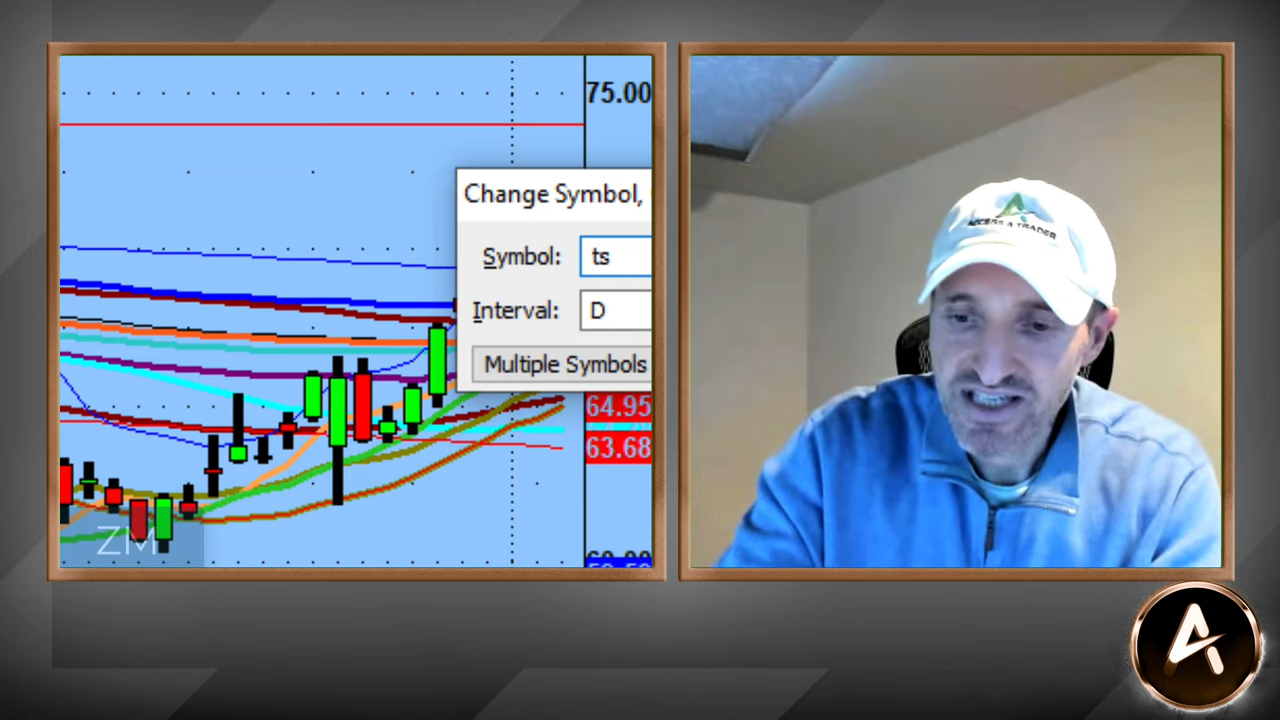 75.00
Change Symbol,
Symbol: ts
Interval: D
Multiple Symbols
64.95
63.68
ZM
ACCESS A TRADER